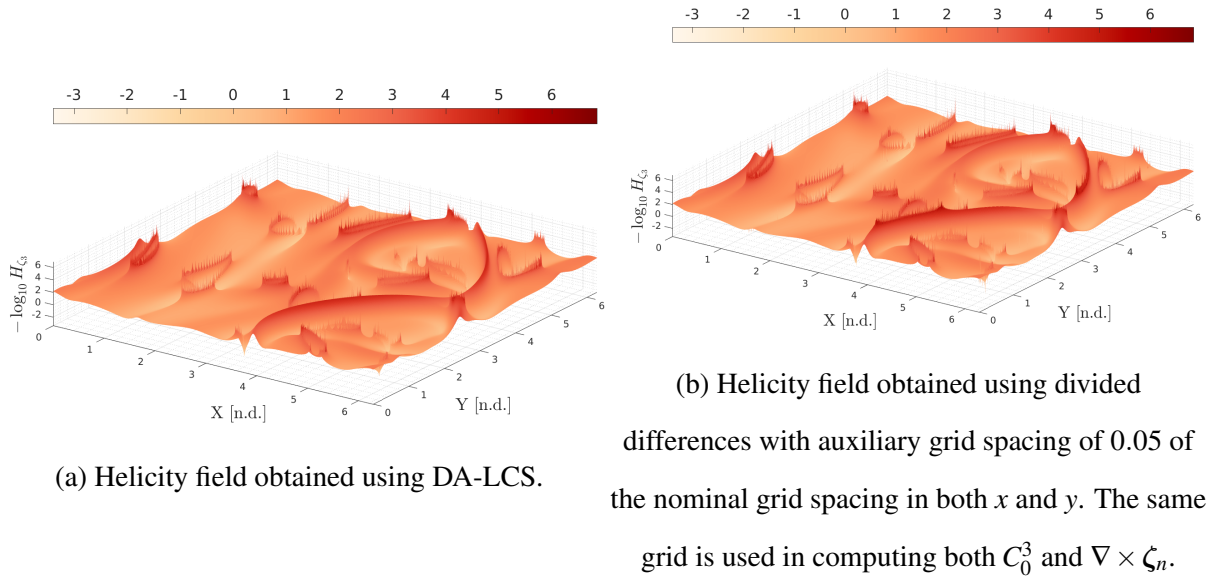 -3 -2 -1 0 1 2 3 4 5 6
− log₁₀ H_ζ₃
6
4
2
0
-2
0
1
2
3
4
5
6
X [n.d.]
0
1
2
3
4
5
6
Y [n.d.]
(a) Helicity field obtained using DA-LCS.
-3 -2 -1 0 1 2 3 4 5 6
− log₁₀ H_ζ₃
6
4
2
0
-2
0
1
2
3
4
5
6
X [n.d.]
0
1
2
3
4
5
6
Y [n.d.]
(b) Helicity field obtained using divided
differences with auxiliary grid spacing of 0.05 of
the nominal grid spacing in both x and y. The same
grid is used in computing both C₀³ and ∇ × ζₙ.